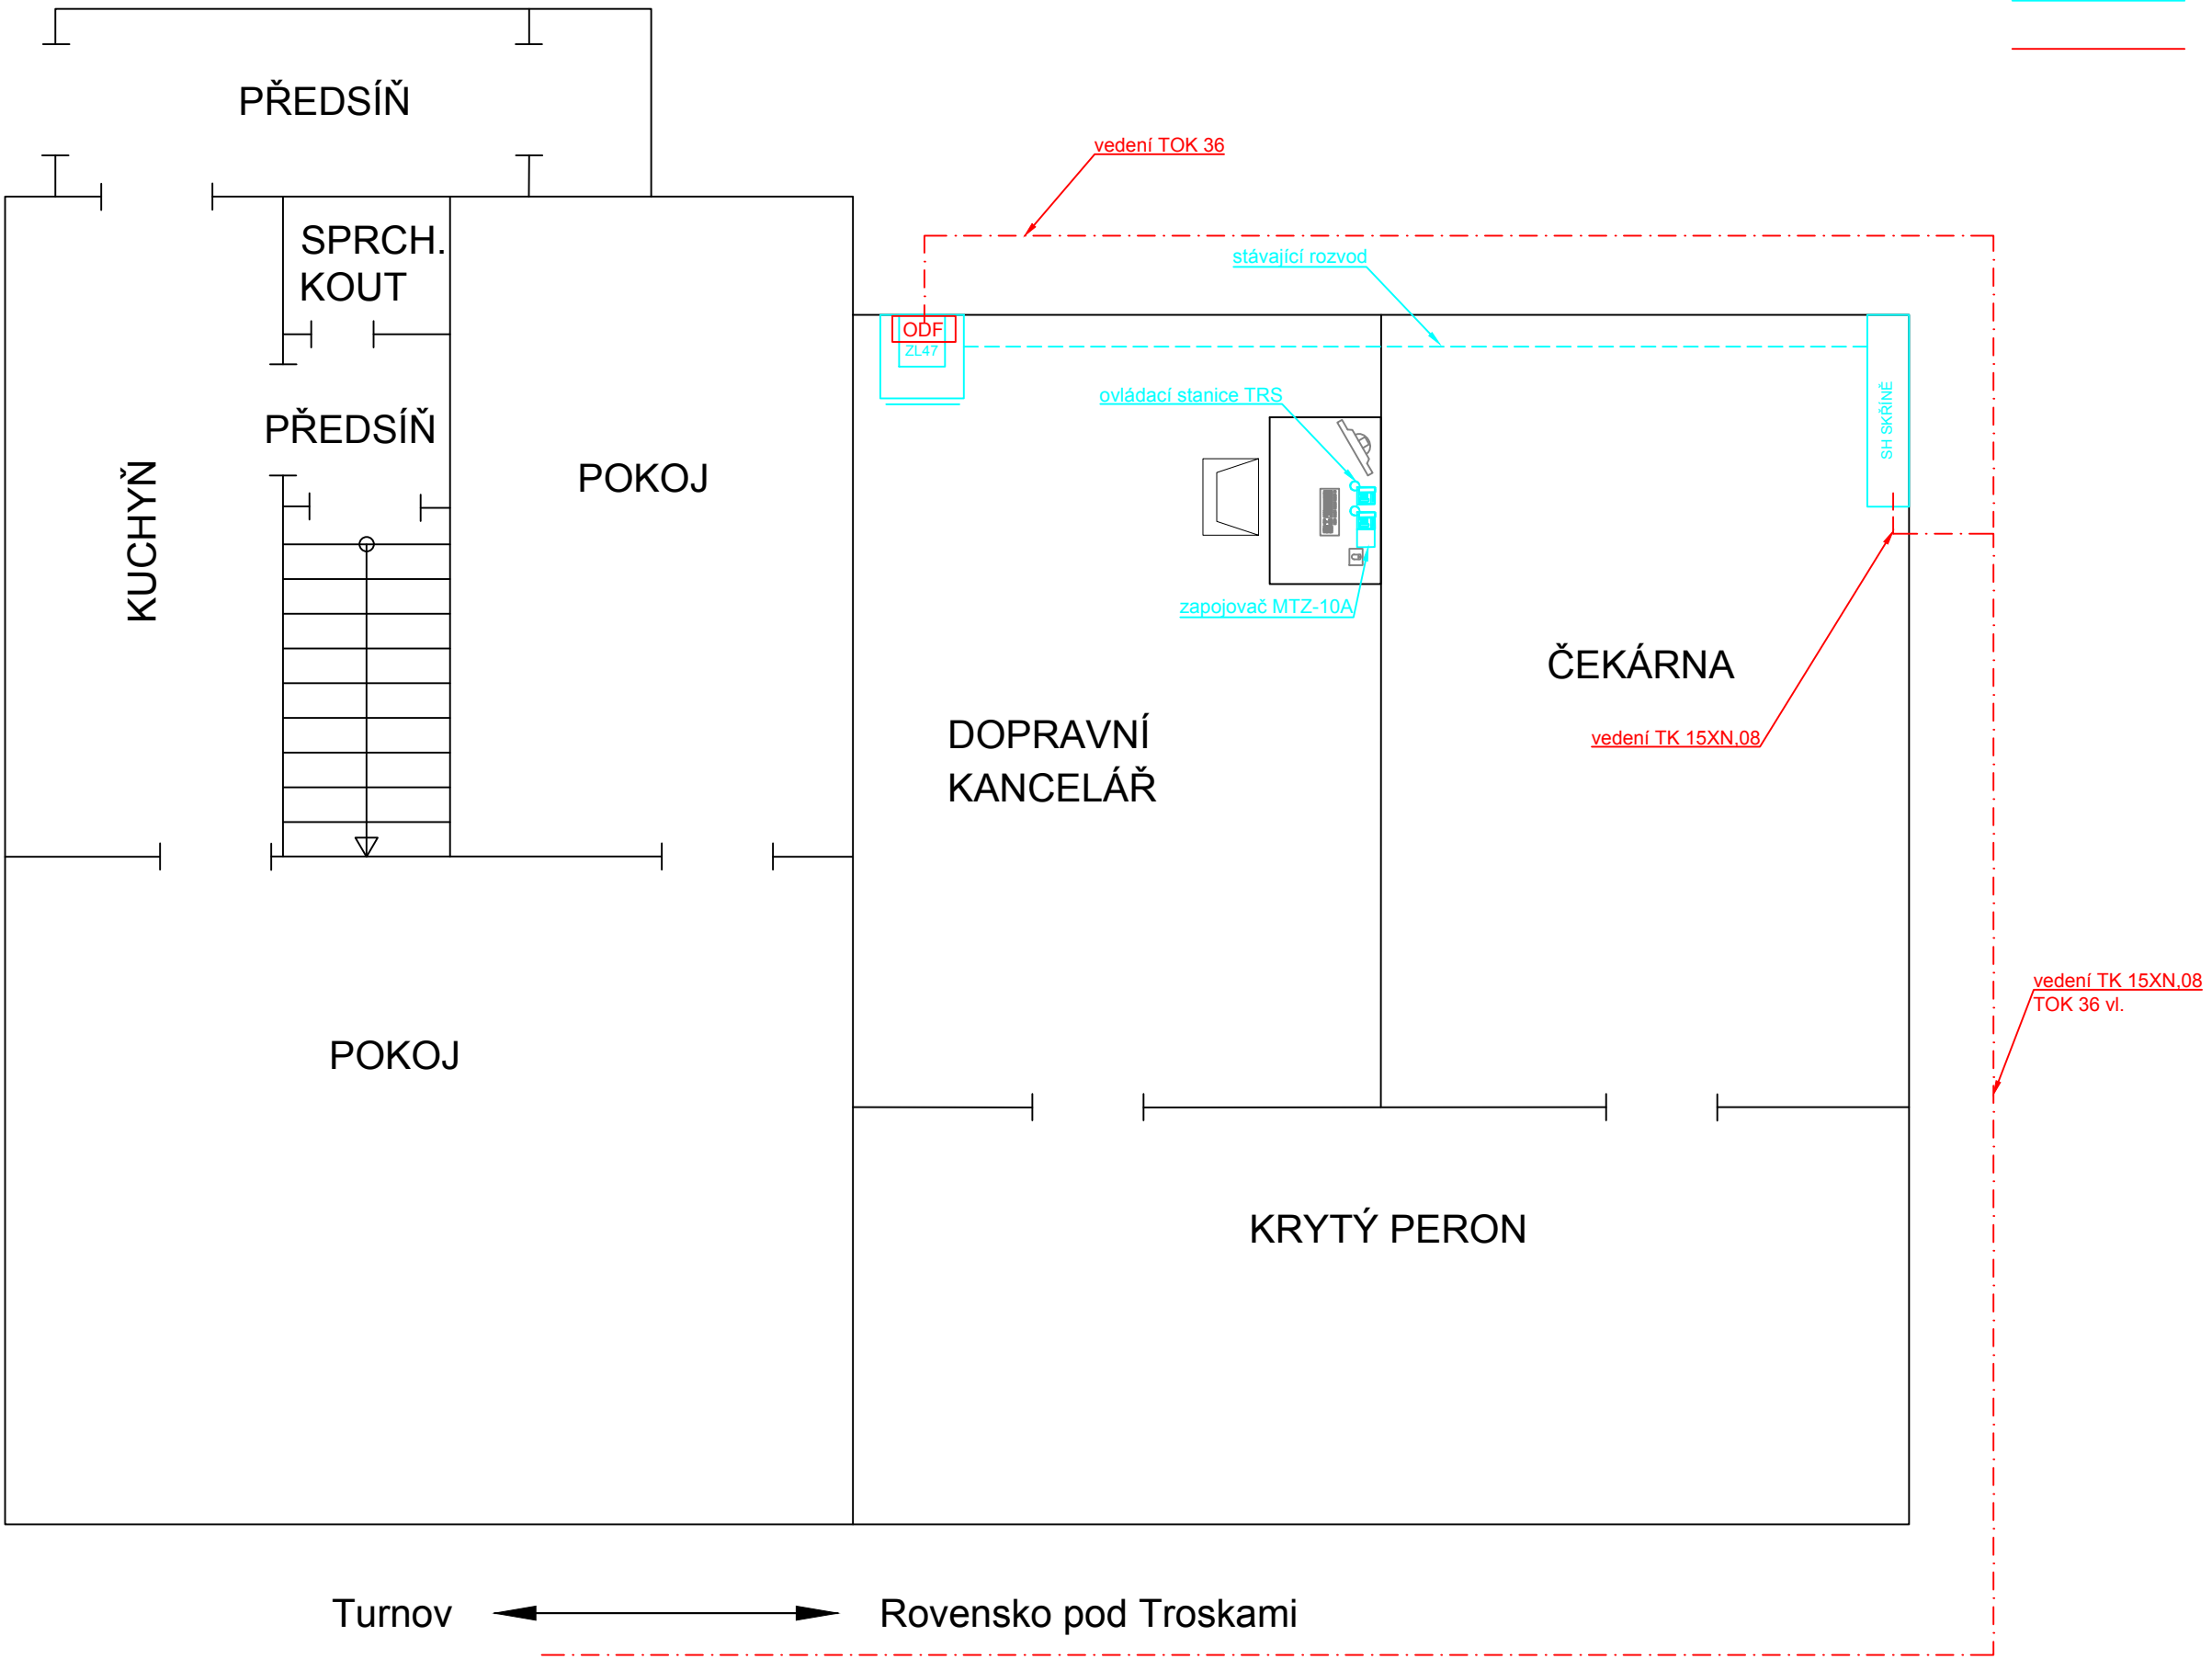 PŘEDSÍŇ
vedení TOK 36
SPRCH.
KOUT
stávající rozvod
ODF
ZL47
ovládací stanice TRS
SH SKŘÍNĚ
PŘEDSÍŇ
POKOJ
KUCHYŇ
zapojovač MTZ-10A
ČEKÁRNA
DOPRAVNÍ
KANCELÁŘ
vedení TK 15XN,08
vedení TK 15XN,08
TOK 36 vl.
POKOJ
KRYTÝ PERON
Turnov
Rovensko pod Troskami